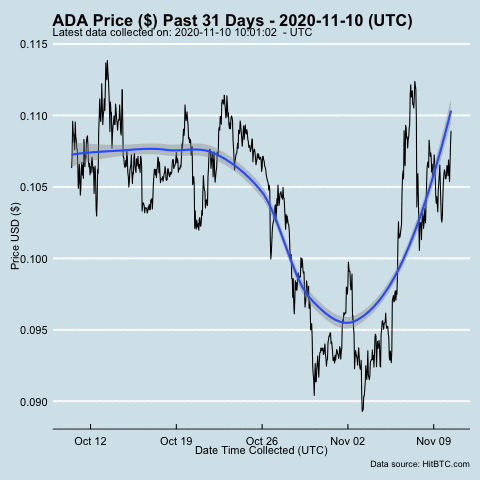 ADA Price ($) Past 31 Days - 2020-11-10 (UTC)
Latest data collected on: 2020-11-10 10:01:02 - UTC
0.115
0.110
0.105
0.100
0.095
0.090
Price USD ($)
Oct 12
Oct 19
Oct 26
Nov 02
Nov 09
Date Time Collected (UTC)
Data source: HitBTC.com